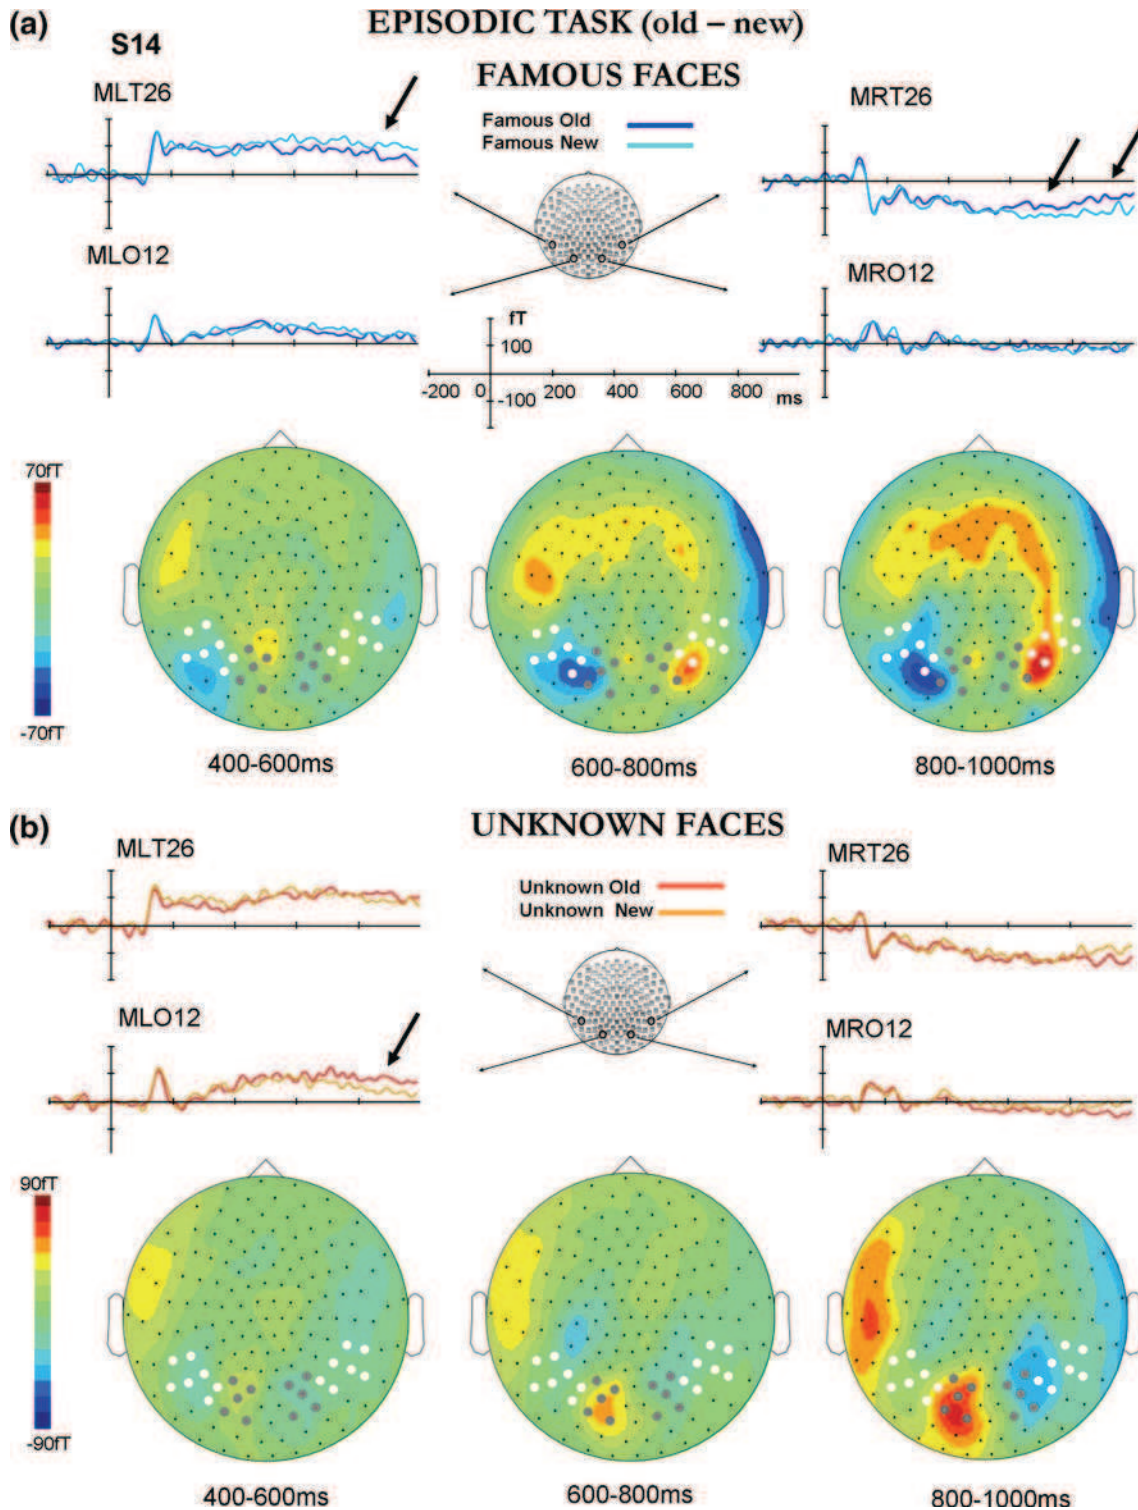 (a)
EPISODIC TASK (old – new)
S14
FAMOUS FACES
MLT26
MRT26
Famous Old
Famous New
MLO12
MRO12
fT
100
-200 0 200 400 600 800 ms
-100
70fT
-70fT
400-600ms
600-800ms
800-1000ms
(b)
UNKNOWN FACES
MLT26
MRT26
Unknown Old
Unknown New
MLO12
MRO12
90fT
-90fT
400-600ms
600-800ms
800-1000ms